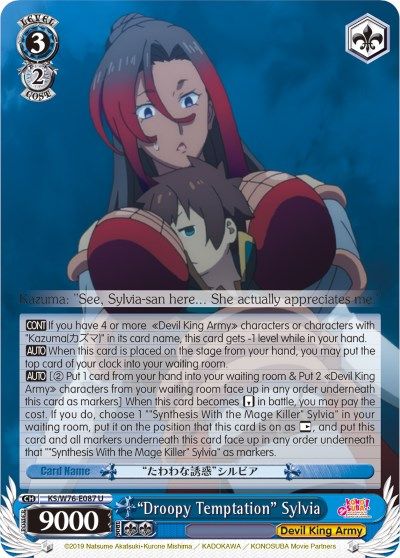 LEVEL
3
2
COST
Kazuma: "See, Sylvia-san here... She actually appreciates me
CONT If you have 4 or more «Devil King Army» characters or characters with
"Kazuma(カズマ)" in its card name, this card gets -1 level while in your hand.
AUTO When this card is placed on the stage from your hand, you may put the
top card of your clock into your waiting room.
AUTO [② Put 1 card from your hand into your waiting room & Put 2 «Devil King
Army» characters from your waiting room face up in any order underneath
this card as markers] When this card becomes in battle, you may pay the
cost. If you do, choose 1 ""Synthesis With the Mage Killer" Sylvia" in your
waiting room, put it on the position that this card is on as , and put
this card's markers face up in any order underneath
that ""Synthesis With the Mage Killer" Sylvia" as markers.
Card Name
"たわわな誘惑"シルビア
CH KS/W76-E087 U
"Droopy Temptation" Sylvia
POWER
9000
SOUL
KONO SUBA!
Devil King Army
©2019 Natsume Akatsuki・Kurone Mishima / KADOKAWA / KONOSUBA Movie Partners